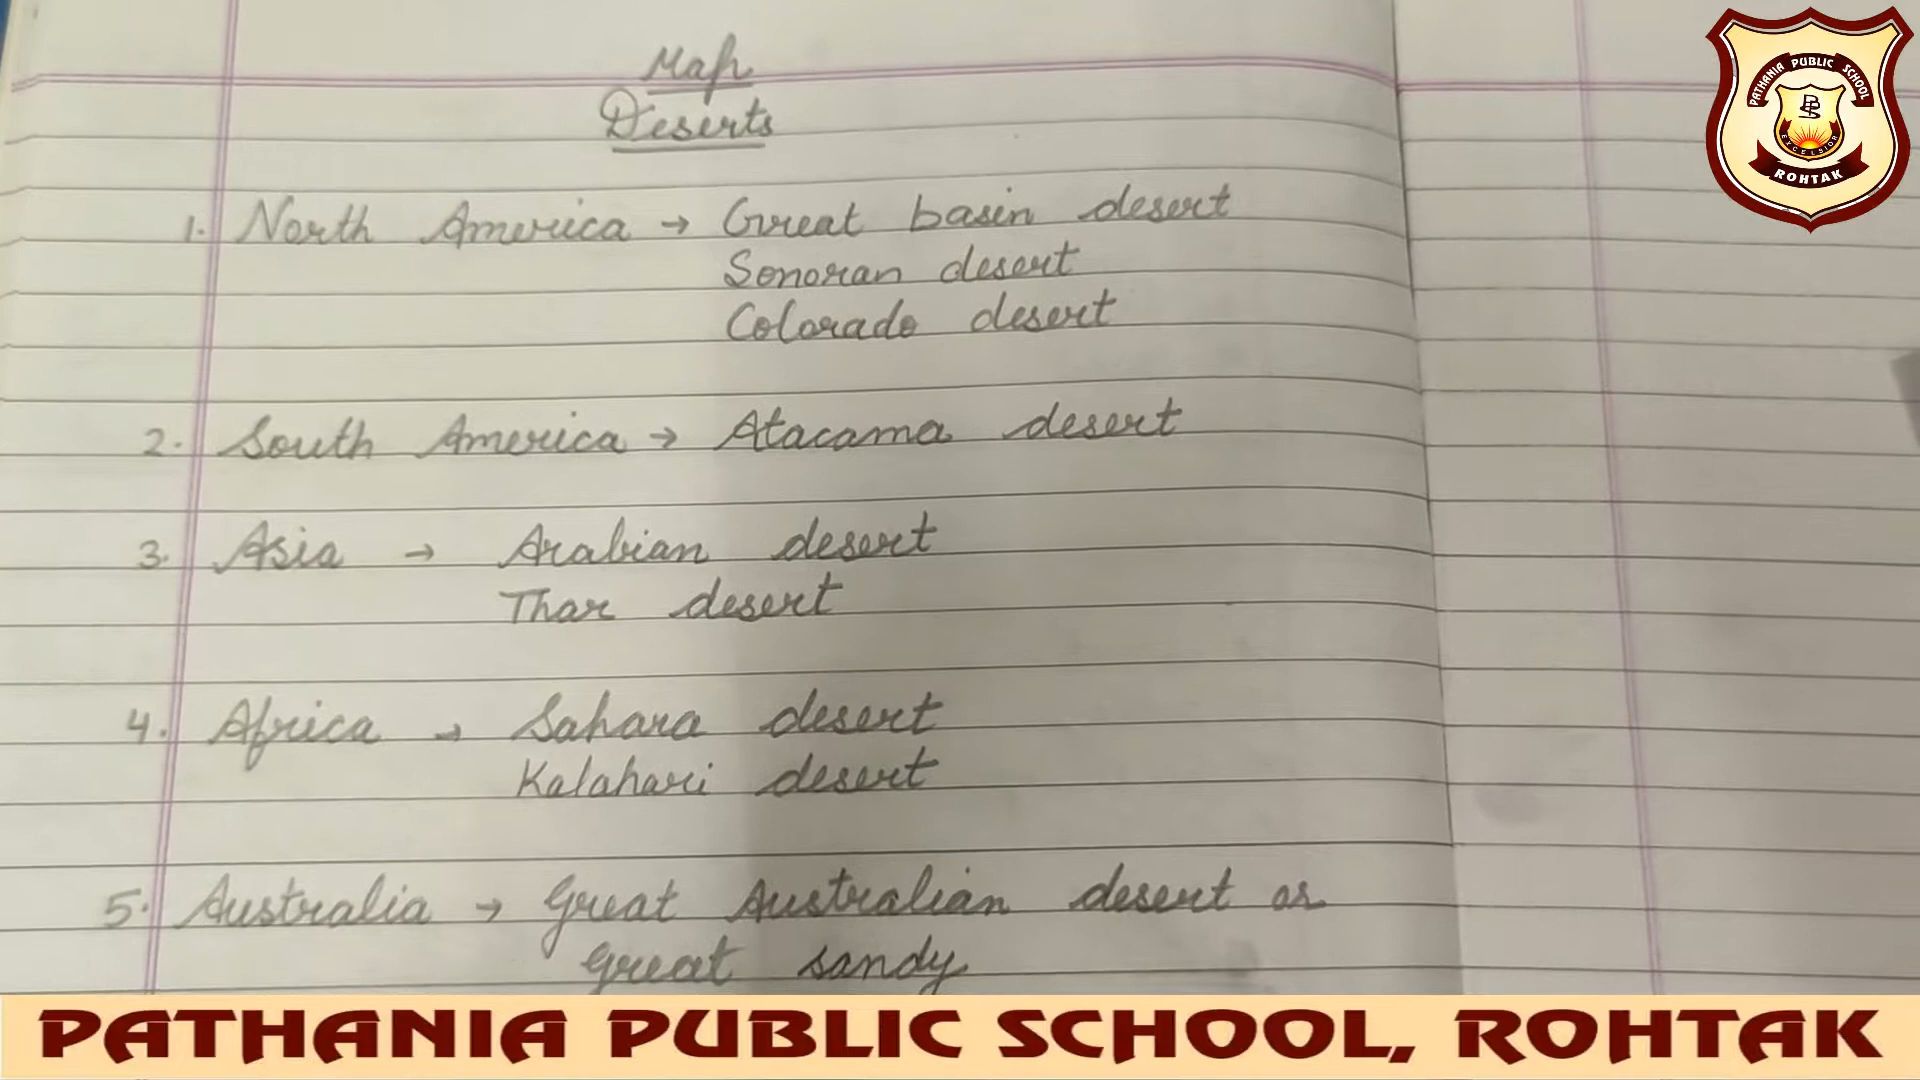 Map
Deserts
1. North America → Great basin desert
Sonoran desert
Colorado desert
2. South America → Atacama desert
3. Asia → Arabian desert
Thar desert
4. Africa → Sahara desert
Kalahari desert
5. Australia → Great Australian desert or
great sandy
PATHANIA PUBLIC SCHOOL
EXCELSIOR
ROHTAK
PATHANIA PUBLIC SCHOOL, ROHTAK